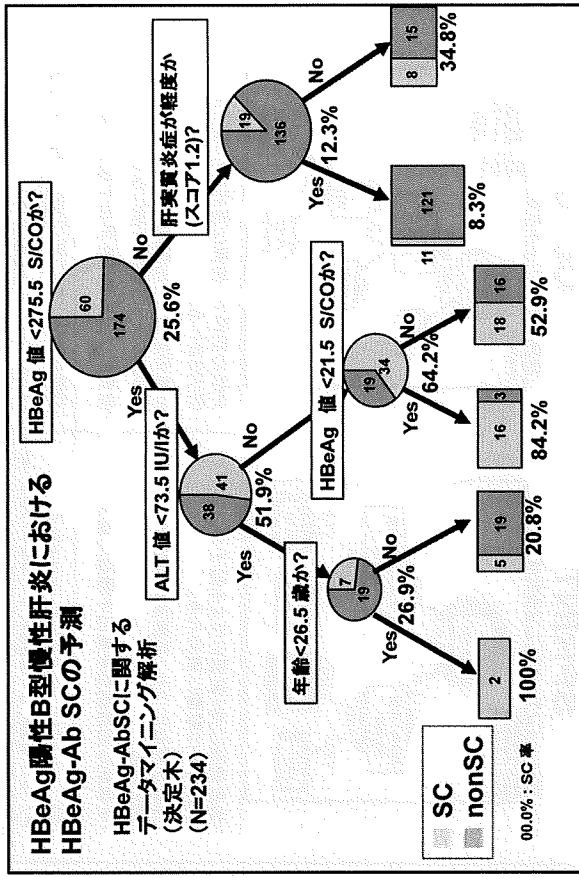 HBeAg陽性B型慢性肝炎における
HBeAg-Ab SCの予測
HBeAg-AbSCに関する
データマイニング解析
(決定木)
(N=234)
HBeAg 値 <275.5 S/COか?
60
174
25.6%
Yes
No
ALT 値 <73.5 IU/lか?
38
41
51.9%
Yes
No
肝実質炎症が軽度か
(スコア1.2)?
19
136
12.3%
Yes
No
年齢<26.5 歳か?
7
19
26.9%
Yes
No
HBeAg 値 <21.5 S/COか?
19
34
64.2%
Yes
No
2
100%
5
19
20.8%
16
3
84.2%
18
16
52.9%
11
121
8.3%
8
15
34.8%
SC
nonSC
00.0% : SC 率